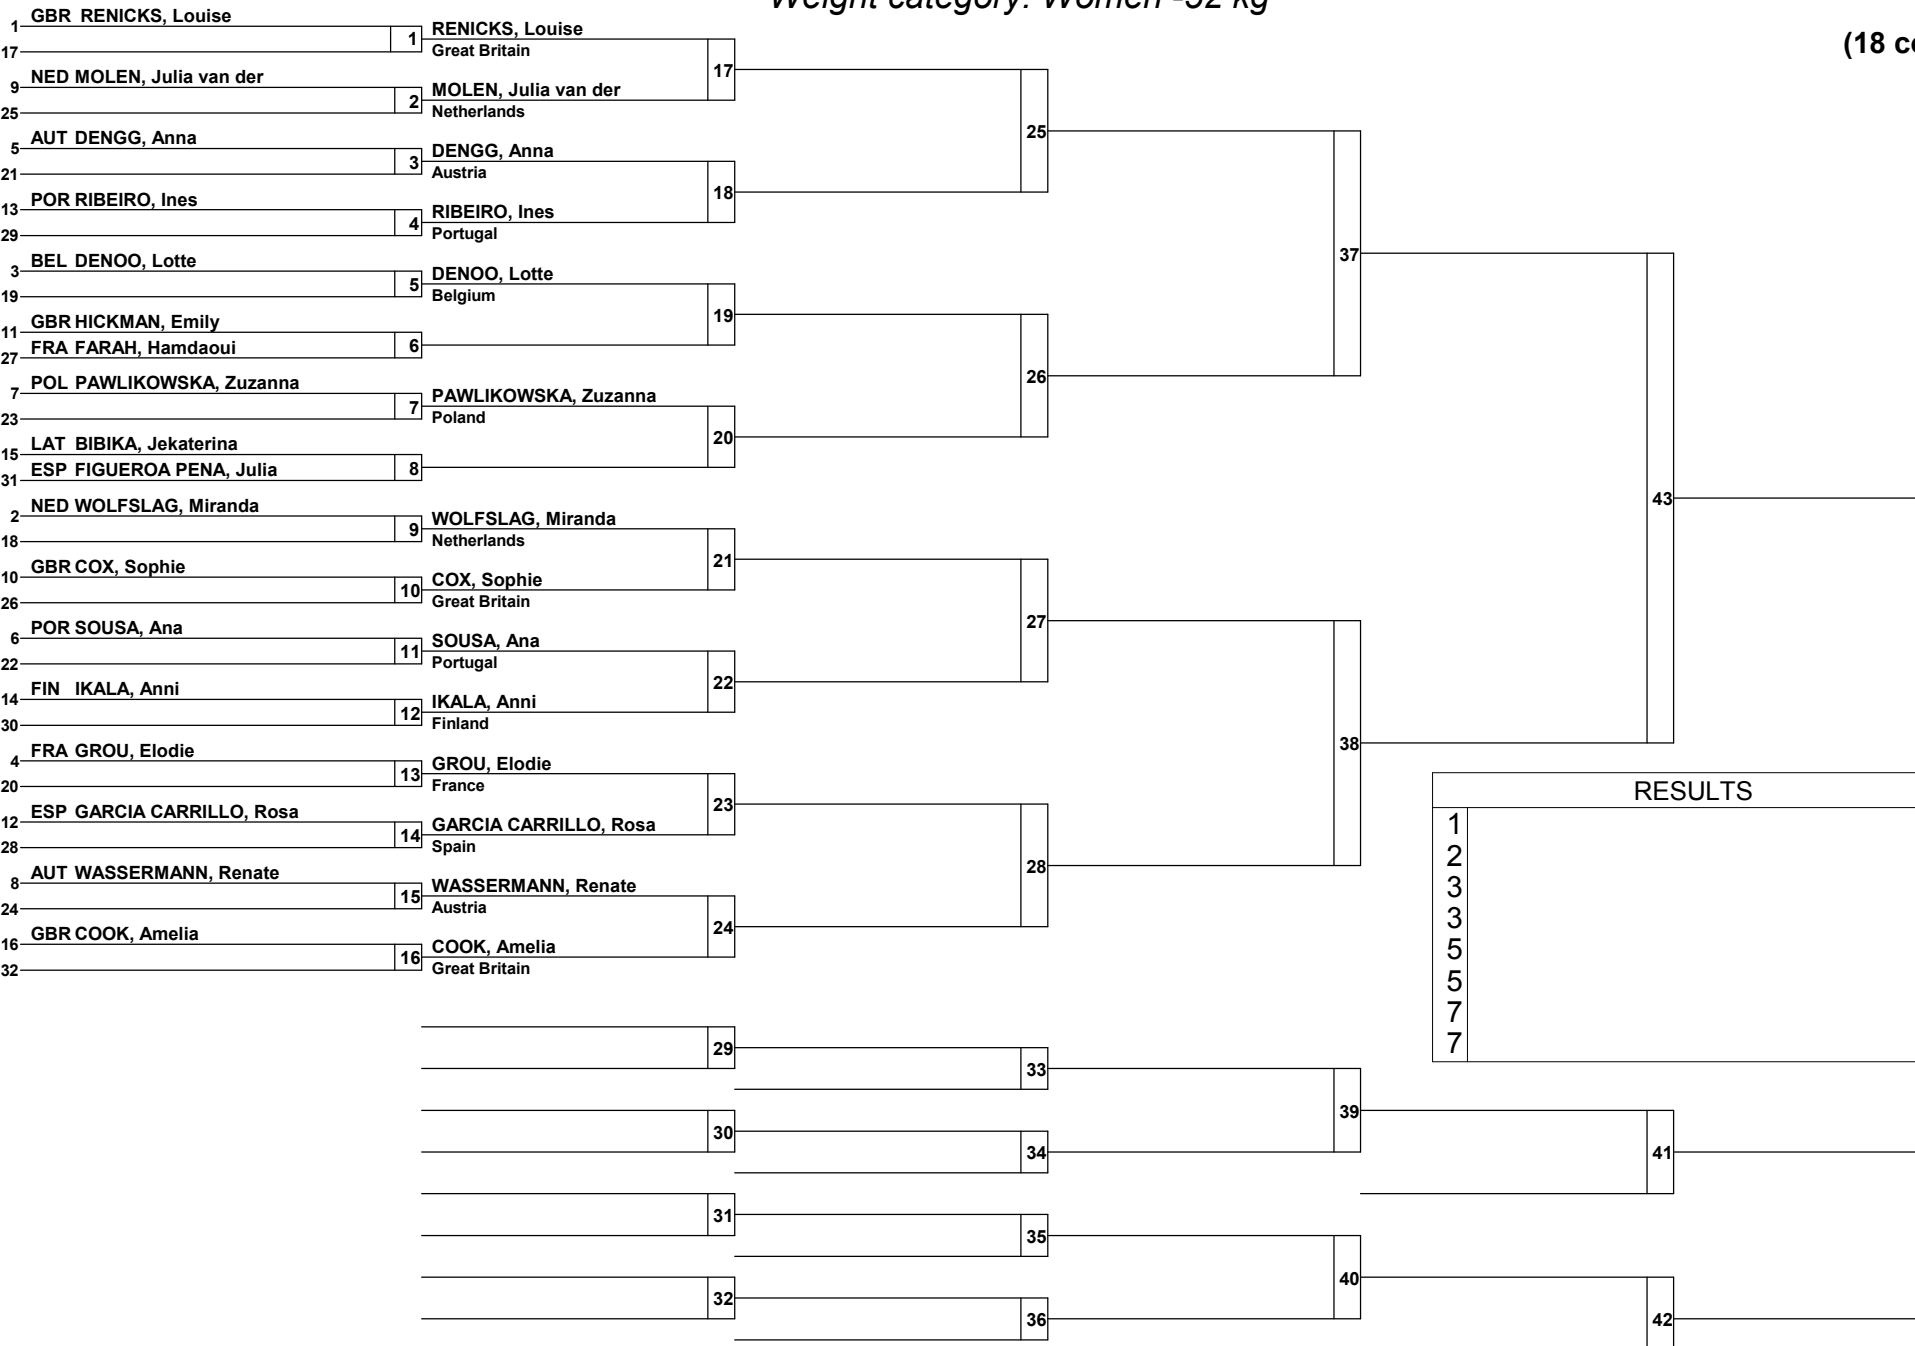 Weight category: Women -52 kg
(18 c
1 GBR RENICKS, Louise
17
1 RENICKS, Louise
Great Britain
17
9 NED MOLEN, Julia van der
25
2 MOLEN, Julia van der
Netherlands
25
5 AUT DENGG, Anna
21
3 DENGG, Anna
Austria
18
13 POR RIBEIRO, Ines
29
4 RIBEIRO, Ines
Portugal
37
3 BEL DENOO, Lotte
19
5 DENOO, Lotte
Belgium
19
11 GBR HICKMAN, Emily
27 FRA FARAH, Hamdaoui
6
26
7 POL PAWLIKOWSKA, Zuzanna
23
7 PAWLIKOWSKA, Zuzanna
Poland
20
15 LAT BIBIKA, Jekaterina
31 ESP FIGUEROA PENA, Julia
8
43
2 NED WOLFSLAG, Miranda
18
9 WOLFSLAG, Miranda
Netherlands
21
10 GBR COX, Sophie
26
10 COX, Sophie
Great Britain
27
6 POR SOUSA, Ana
22
11 SOUSA, Ana
Portugal
22
14 FIN IKALA, Anni
30
12 IKALA, Anni
Finland
38
4 FRA GROU, Elodie
20
13 GROU, Elodie
France
23
12 ESP GARCIA CARRILLO, Rosa
28
14 GARCIA CARRILLO, Rosa
Spain
28
8 AUT WASSERMANN, Renate
24
15 WASSERMANN, Renate
Austria
24
16 GBR COOK, Amelia
32
16 COOK, Amelia
Great Britain
RESULTS
1
2
3
3
5
5
7
7
29
33
39
30
34
41
31
35
40
32
36
42